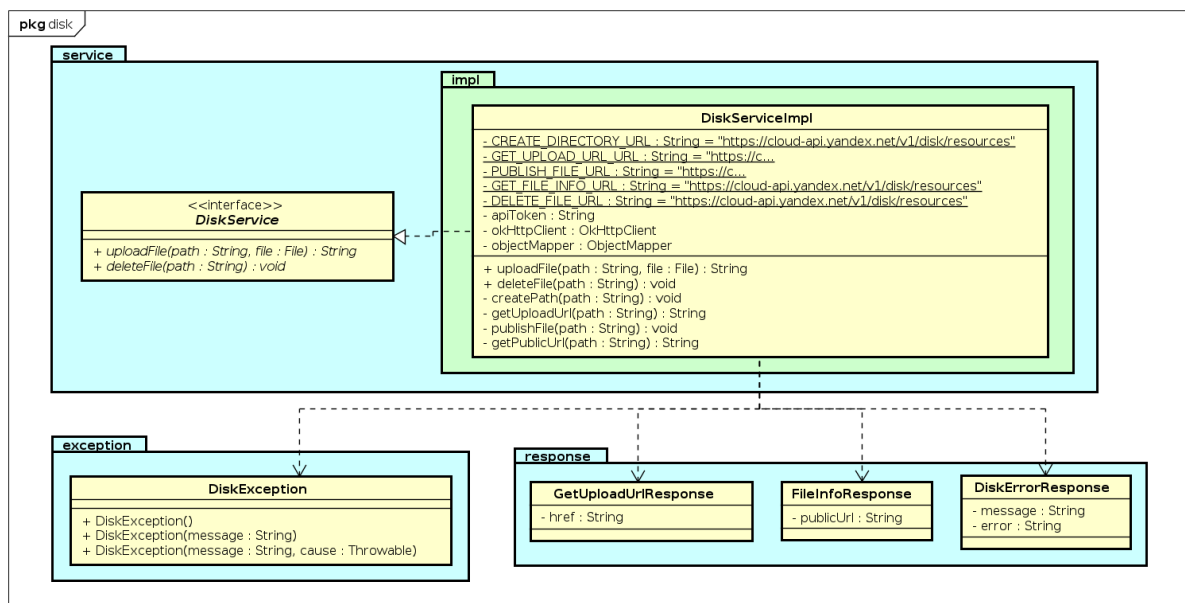 pkg disk
service
impl
DiskServiceImpl
- CREATE_DIRECTORY_URL : String = "https://cloud-api.yandex.net/v1/disk/resources"
- GET_UPLOAD_URL_URL : String = "https://c...
- PUBLISH_FILE_URL : String = "https://c...
- GET_FILE_INFO_URL : String = "https://cloud-api.yandex.net/v1/disk/resources"
- DELETE_FILE_URL : String = "https://cloud-api.yandex.net/v1/disk/resources"
- apiToken : String
- okHttpClient : OkHttpClient
- objectMapper : ObjectMapper
+ uploadFile(path : String, file : File) : String
+ deleteFile(path : String) : void
- createPath(path : String) : void
- getUploadUrl(path : String) : String
- publishFile(path : String) : void
- getPublicUrl(path : String) : String
<<interface>>
DiskService
+ uploadFile(path : String, file : File) : String
+ deleteFile(path : String) : void
exception
DiskException
+ DiskException()
+ DiskException(message : String)
+ DiskException(message : String, cause : Throwable)
response
GetUploadUrlResponse
- href : String
FileInfoResponse
- publicUrl : String
DiskErrorResponse
- message : String
- error : String